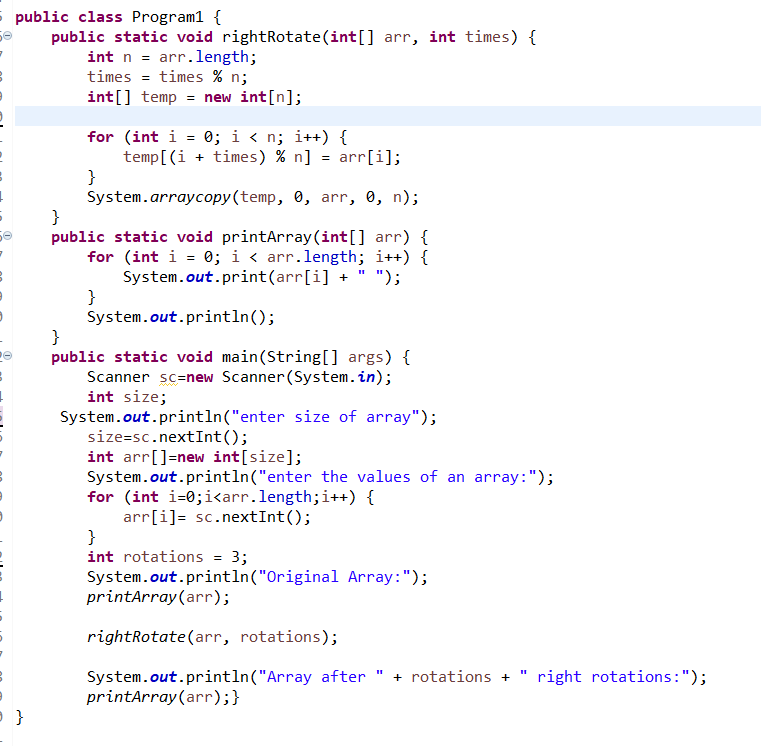 public class Program1 {
    public static void rightRotate(int[] arr, int times) {
        int n = arr.length;
        times = times % n;
        int[] temp = new int[n];

        for (int i = 0; i < n; i++) {
            temp[(i + times) % n] = arr[i];
        }
        System.arraycopy(temp, 0, arr, 0, n);
    }
    public static void printArray(int[] arr) {
        for (int i = 0; i < arr.length; i++) {
            System.out.print(arr[i] + " ");
        }
        System.out.println();
    }
    public static void main(String[] args) {
        Scanner sc=new Scanner(System.in);
        int size;
     System.out.println("enter size of array");
        size=sc.nextInt();
        int arr[]=new int[size];
        System.out.println("enter the values of an array:");
        for (int i=0;i<arr.length;i++) {
            arr[i]= sc.nextInt();
        }
        int rotations = 3;
        System.out.println("Original Array:");
        printArray(arr);

        rightRotate(arr, rotations);

        System.out.println("Array after " + rotations + " right rotations:");
        printArray(arr);}
}